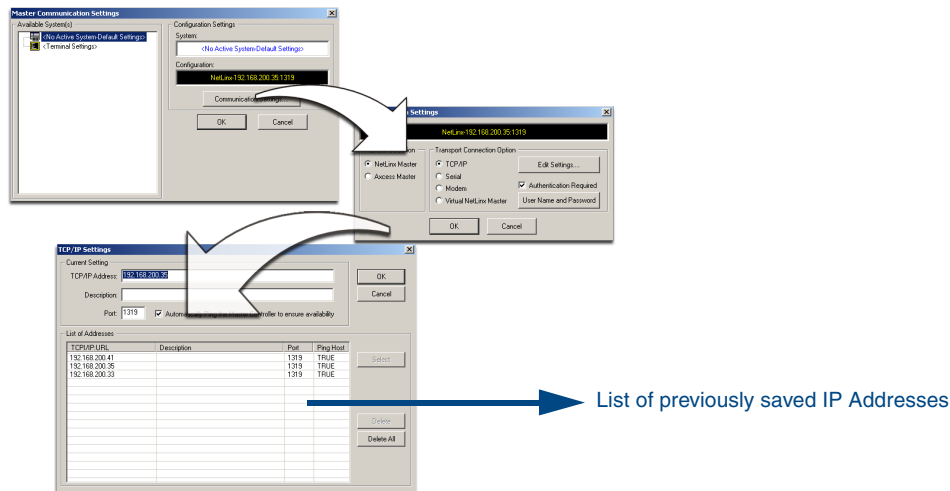 Master Communication Settings
Available System(s)
<No Active System-Default Settings>
<Terminal Settings>
Configuration Settings
System:
<No Active System-Default Settings>
Configuration:
NetLinx-192.168.200.35:1319
Communication Settings...
OK
Cancel
Settings
NetLinx-192.168.200.35:1319
NetLinx Master
Axcess Master
Transport Connection Option
TCP/IP
Serial
Modem
Virtual NetLinx Master
Edit Settings...
Authentication Required
User Name and Password
OK
Cancel
TCP/IP Settings
Current Setting
TCP/IP Address: 192.168.200.35
Description:
Port: 1319
to ensure availability
OK
Cancel
List of Addresses
TCP/IP URL Description Port Ping Host
192.168.200.41 1319 TRUE
192.168.200.35 1319 TRUE
192.168.200.33 1319 TRUE
Select
Delete
Delete All
List of previously saved IP Addresses